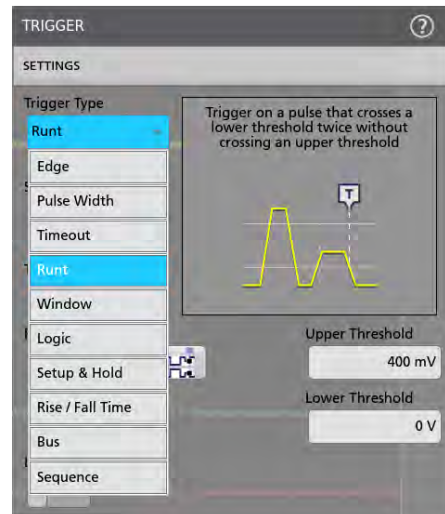 TRIGGER
?
SETTINGS
Trigger Type
Runt
Edge
Pulse Width
Timeout
Runt
Window
Logic
Setup & Hold
Rise / Fall Time
Bus
Sequence
Trigger on a pulse that crosses a
lower threshold twice without
crossing an upper threshold
T
Upper Threshold
400 mV
Lower Threshold
0 V